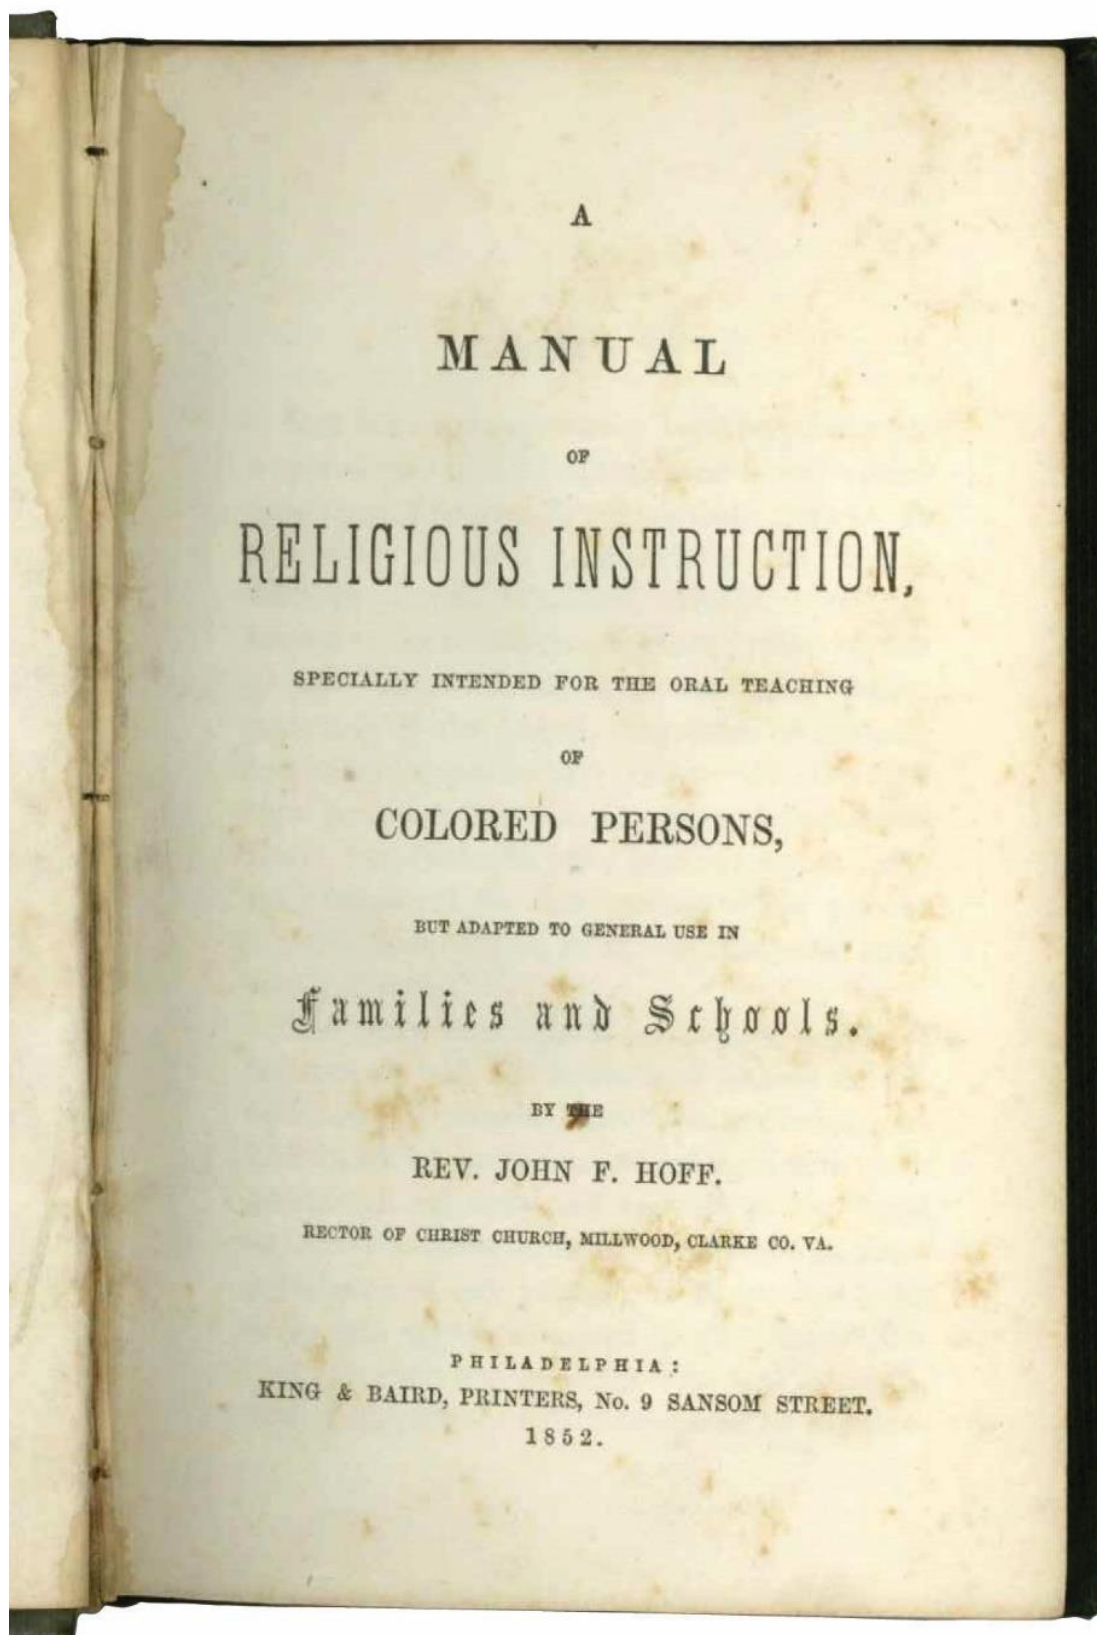 A
MANUAL
OF
RELIGIOUS INSTRUCTION,
SPECIALLY INTENDED FOR THE ORAL TEACHING
OF
COLORED PERSONS,
BUT ADAPTED TO GENERAL USE IN
Families and Schools.
BY THE
REV. JOHN F. HOFF.
RECTOR OF CHRIST CHURCH, MILLWOOD, CLARKE CO. VA.
PHILADELPHIA:
KING & BAIRD, PRINTERS, No. 9 SANSOM STREET.
1852.